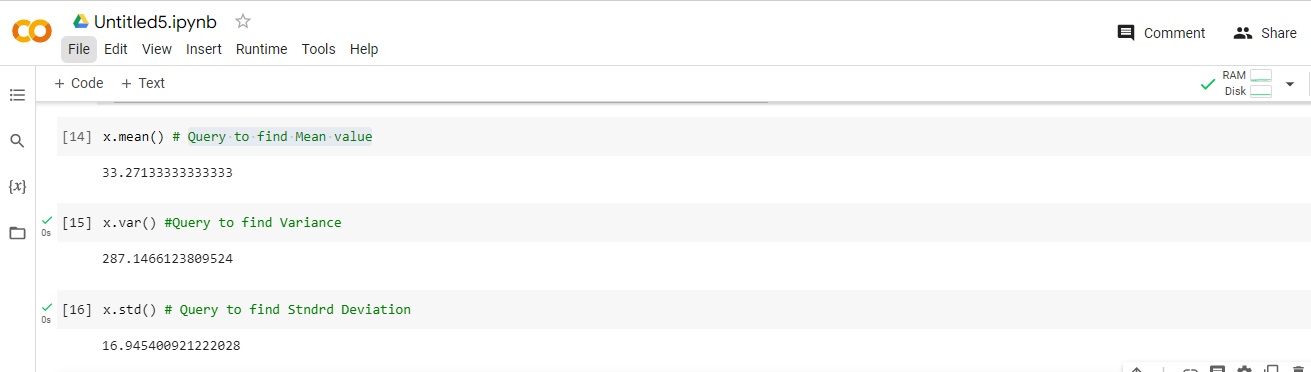 Untitled5.ipynb
File Edit View Insert Runtime Tools Help
Comment Share
+ Code + Text
RAM
Disk
[14] x.mean() # Query to find Mean value
33.27133333333333
{x}
[15] x.var() #Query to find Variance
0s
287.1466123809524
[16] x.std() # Query to find Stndrd Deviation
0s
16.945400921222028